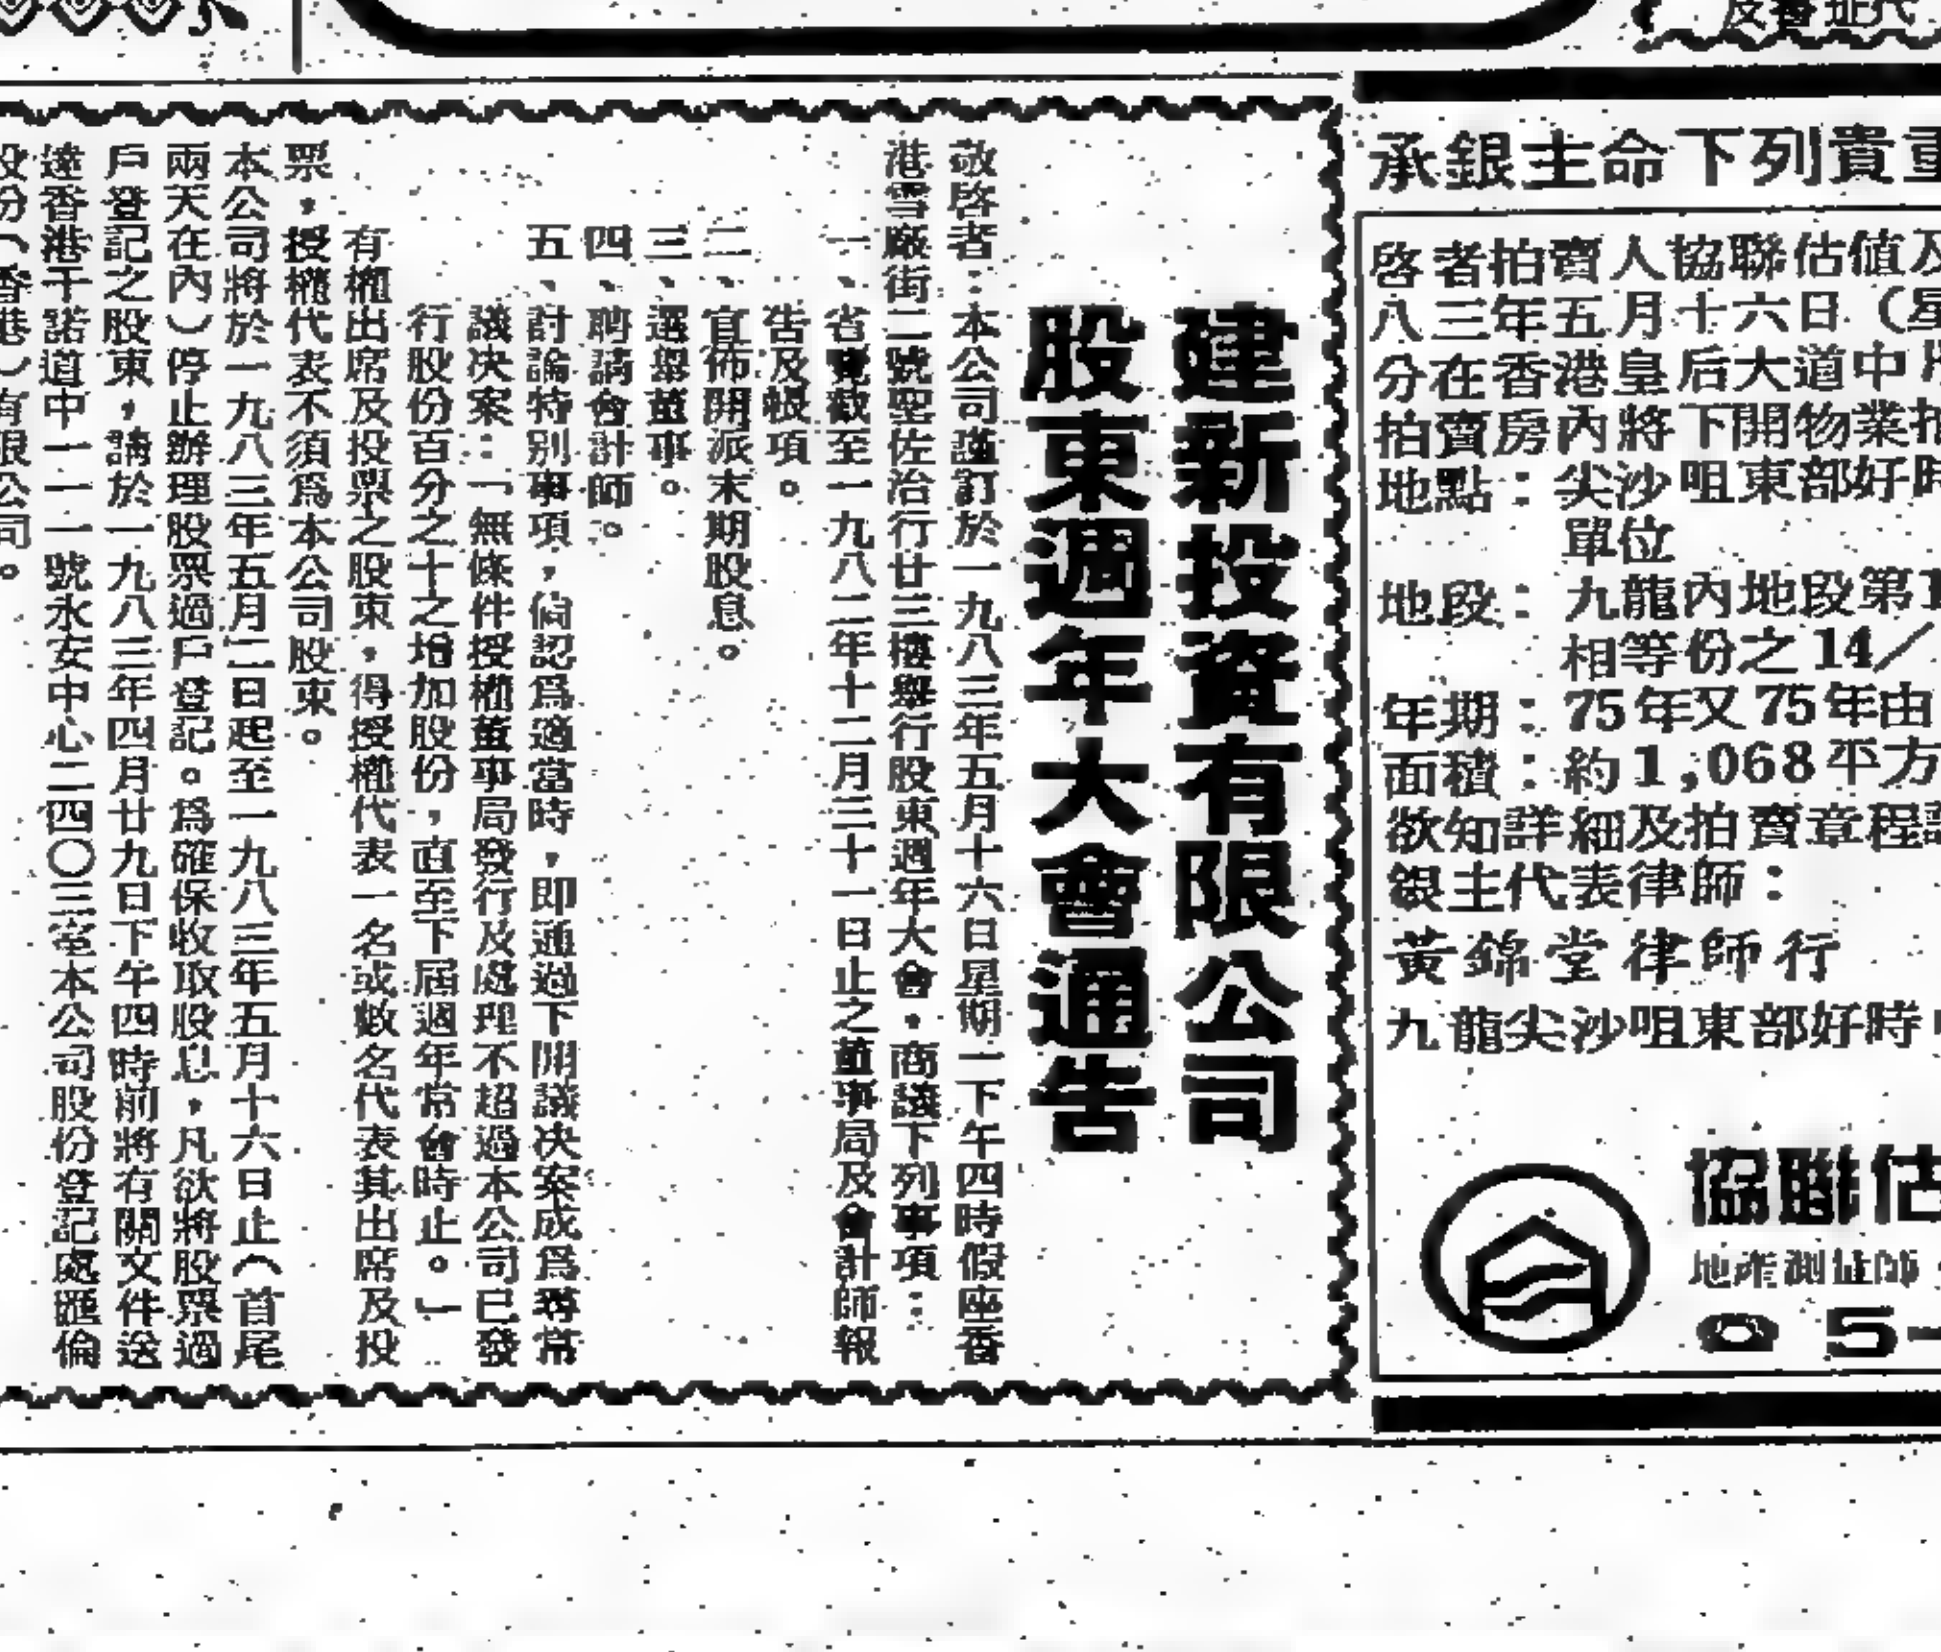 建新投資有限公司
股東週年大會通告
敬啓者：本公司謹訂於一九八三年五月十六日星期一下午四時假座香
港雪廠街二號聖佐治行廿三樓舉行股東週年大會，商議下列事項：
一、省覽截至一九八二年十二月三十一日止之董事局及會計師報
告及帳項。
二、宣佈開派末期股息。
三、選舉董事。
四、聘請會計師。
五、討論特別事項，倘認爲適當時，即通過下開議決案成爲尋常
議決案：「無條件授權董事局發行及處理不超過本公司已發
行股份百分之十之增加股份，直至下屆週年常會時止。」
有權出席及投票之股東，得授權代表一名或數名代表其出席及投
票，授權代表不須爲本公司股東。
本公司將於一九八三年五月二日起至一九八三年五月十六日止（首尾
兩天在內）停止辦理股票過戶登記。爲確保收取股息，凡欲將股票過
戶登記之股東，請於一九八三年四月廿九日下午四時前將有關文件送
達香港干諾道中一一一號永安中心二四〇三室本公司股份登記處匯倫
股份（香港）有限公司。
承銀主命下列貴重
啓者拍賣人協聯估值及
八三年五月十六日（星
分在香港皇后大道中
拍賣房內將下開物業拍
地點：尖沙咀東部好時
單位
地段：九龍內地段第1
相等份之14／
年期：75年又75年由
面積：約1,068平方
欲知詳細及拍賣章程
銀主代表律師：
黃錦堂律師行
九龍尖沙咀東部好時
協聯估
地產測量師
5-